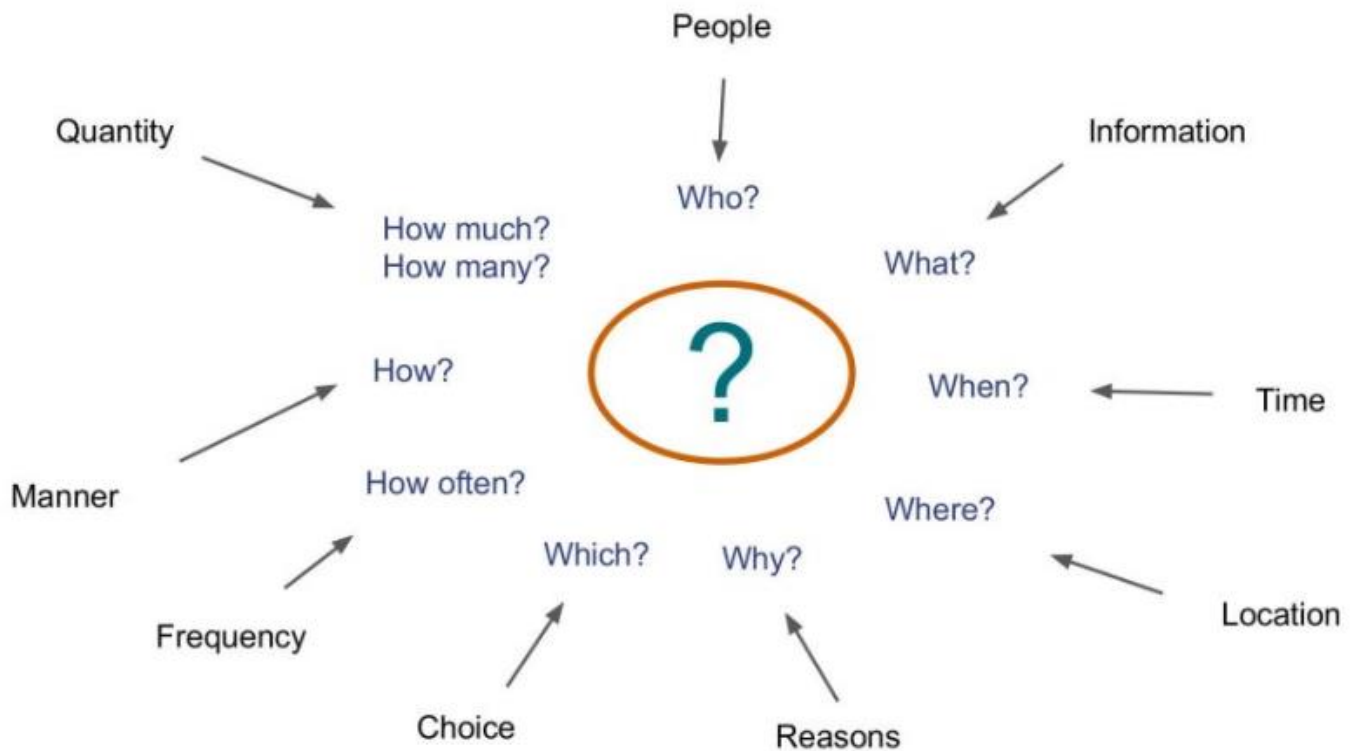 People
Quantity
Information
Who?
How much?
How many?
What?
?
How?
When?
Time
Manner
How often?
Where?
Which?
Why?
Frequency
Location
Choice
Reasons